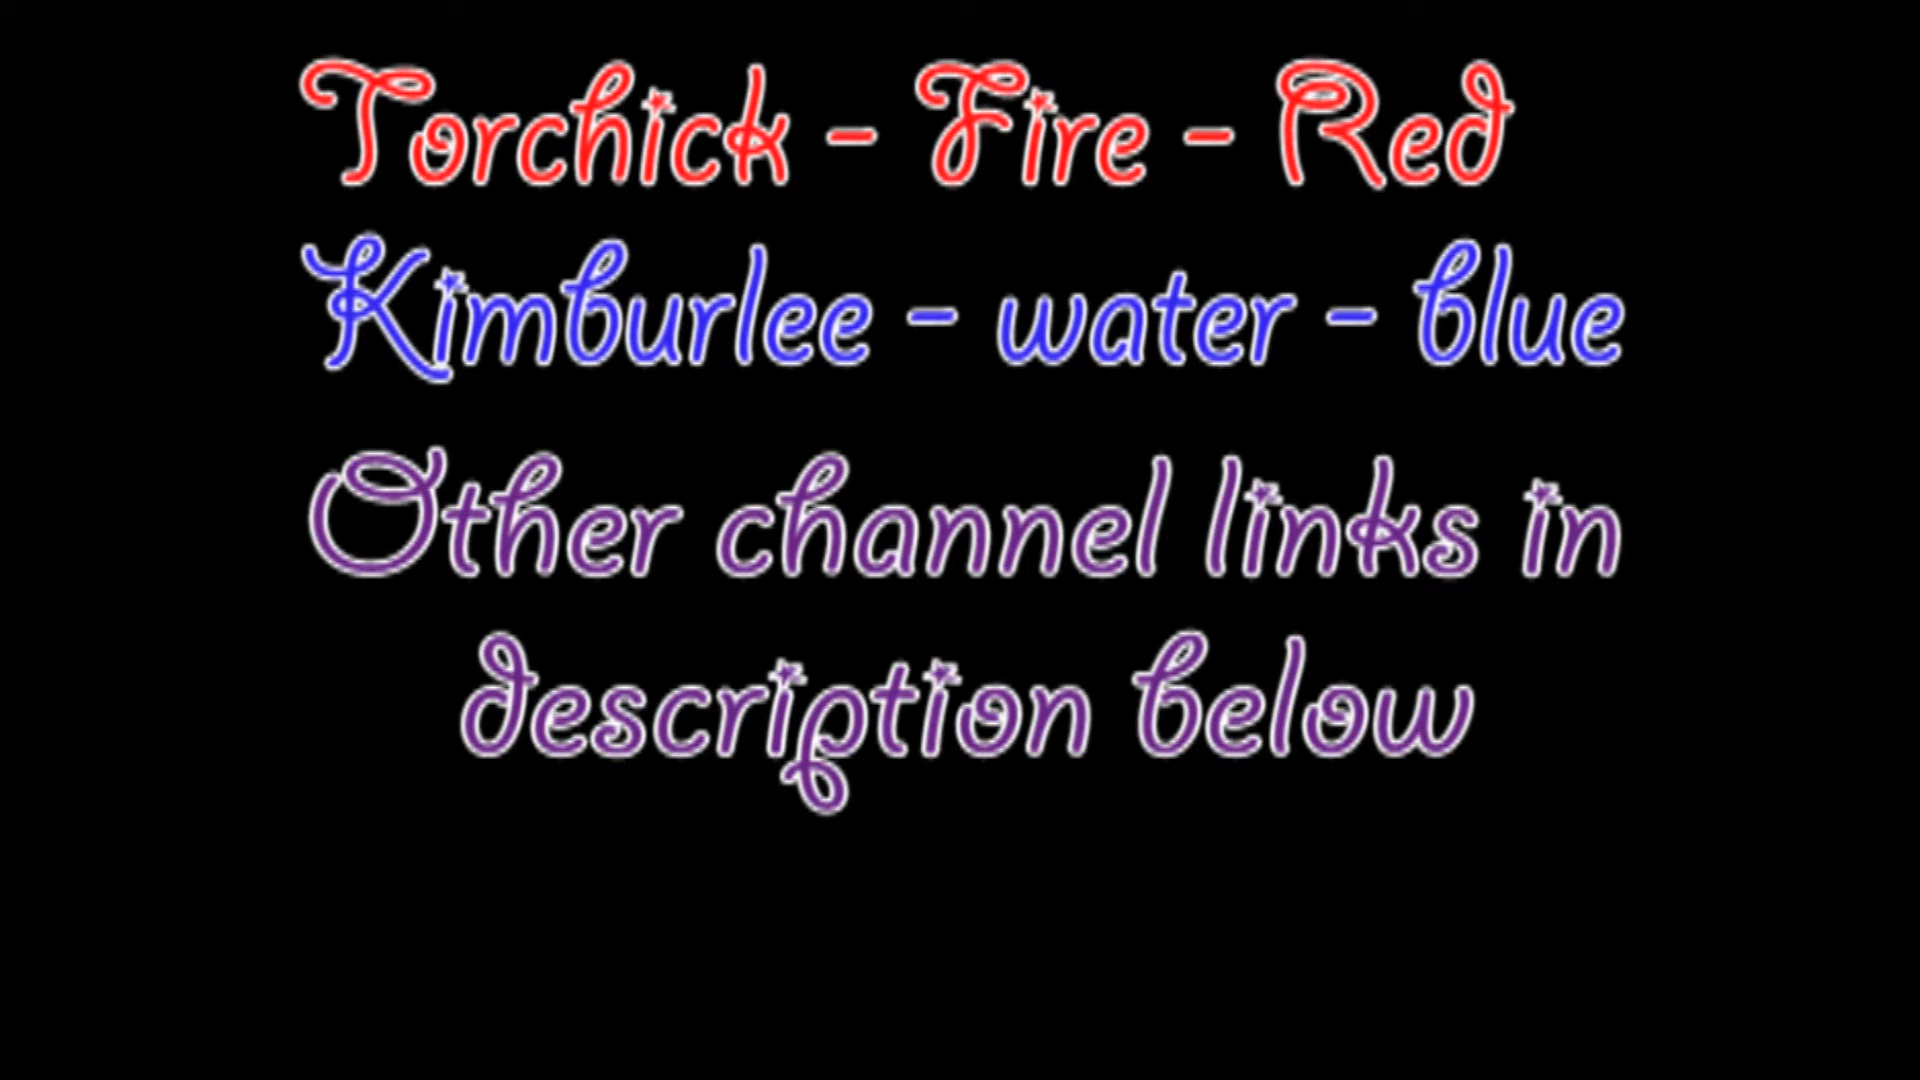 Torchick - Fire - Red
Kimburlee - water - blue
Other channel links in
description below